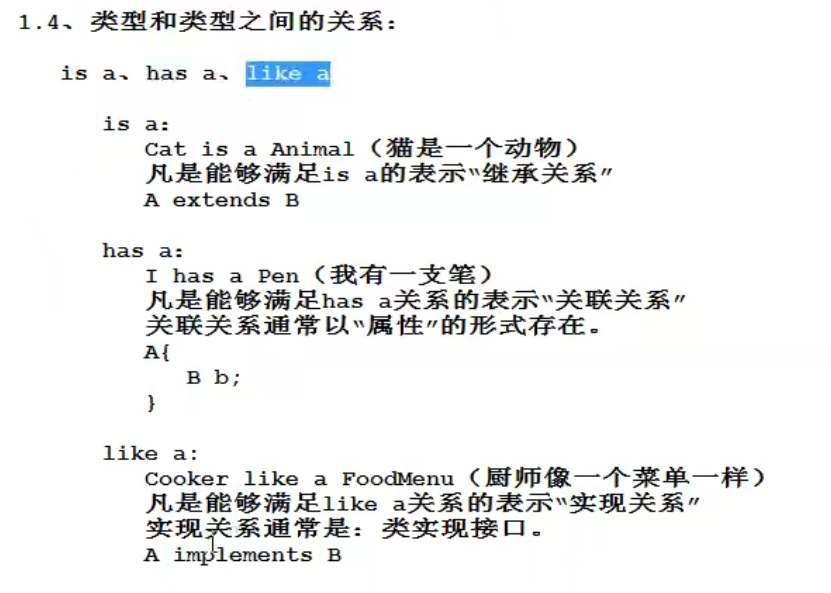 1.4、类型和类型之间的关系：
is a、has a、like a
is a:
Cat is a Animal（猫是一个动物）
凡是能够满足is a的表示“继承关系”
A extends B
has a:
I has a Pen（我有一支笔）
凡是能够满足has a关系的表示“关联关系”
关联关系通常以“属性”的形式存在。
A{
B b;
}
like a:
Cooker like a FoodMenu（厨师像一个菜单一样）
凡是能够满足like a关系的表示“实现关系”
实现关系通常是：类实现接口。
A implements B